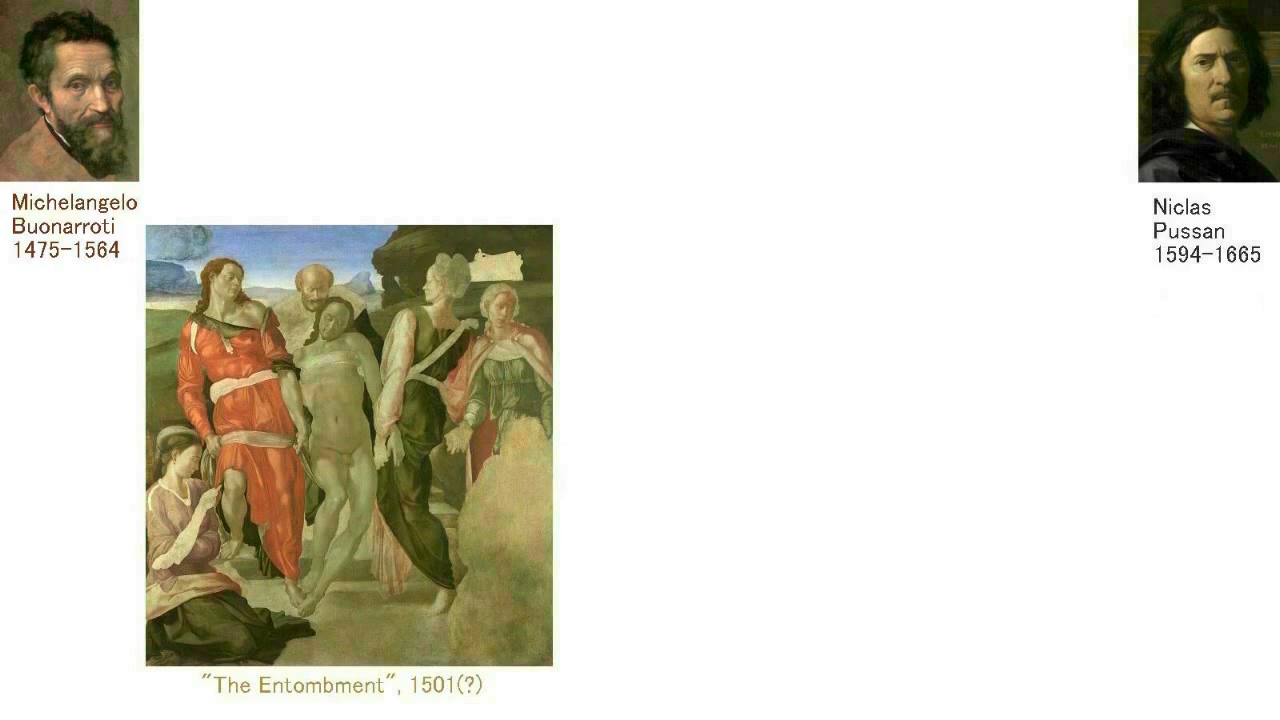 Michelangelo
Buonarroti
1475-1564
Niclas
Pussan
1594-1665
"The Entombment", 1501(?)